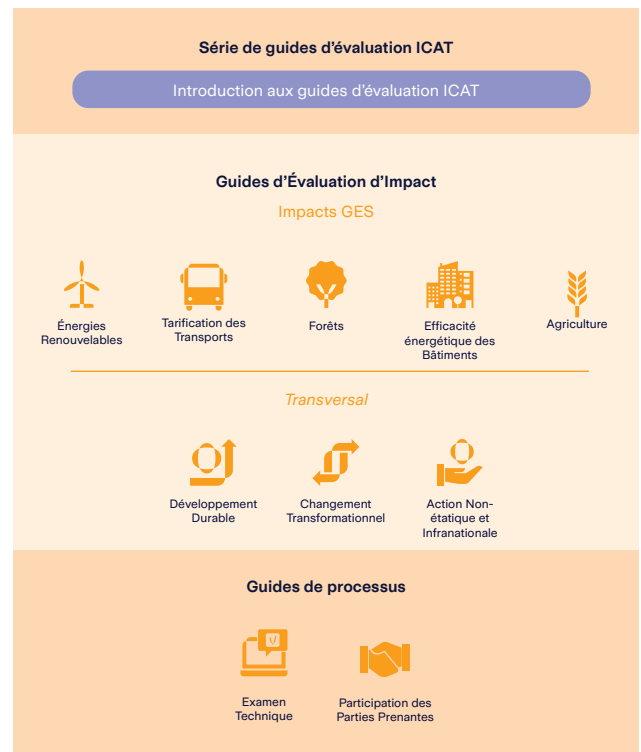 Série de guides d'évaluation ICAT
Introduction aux guides d'évaluation ICAT
Guides d'Évaluation d'Impact
Impacts GES
Énergies
Renouvelables
Tarification des
Transports
Forêts
Efficacité
énergétique des
Bâtiments
Agriculture
Transversal
Développement
Durable
Changement
Transformationnel
Action Non-
étatique et
Infranationale
Guides de processus
Examen
Technique
Participation des
Parties Prenantes